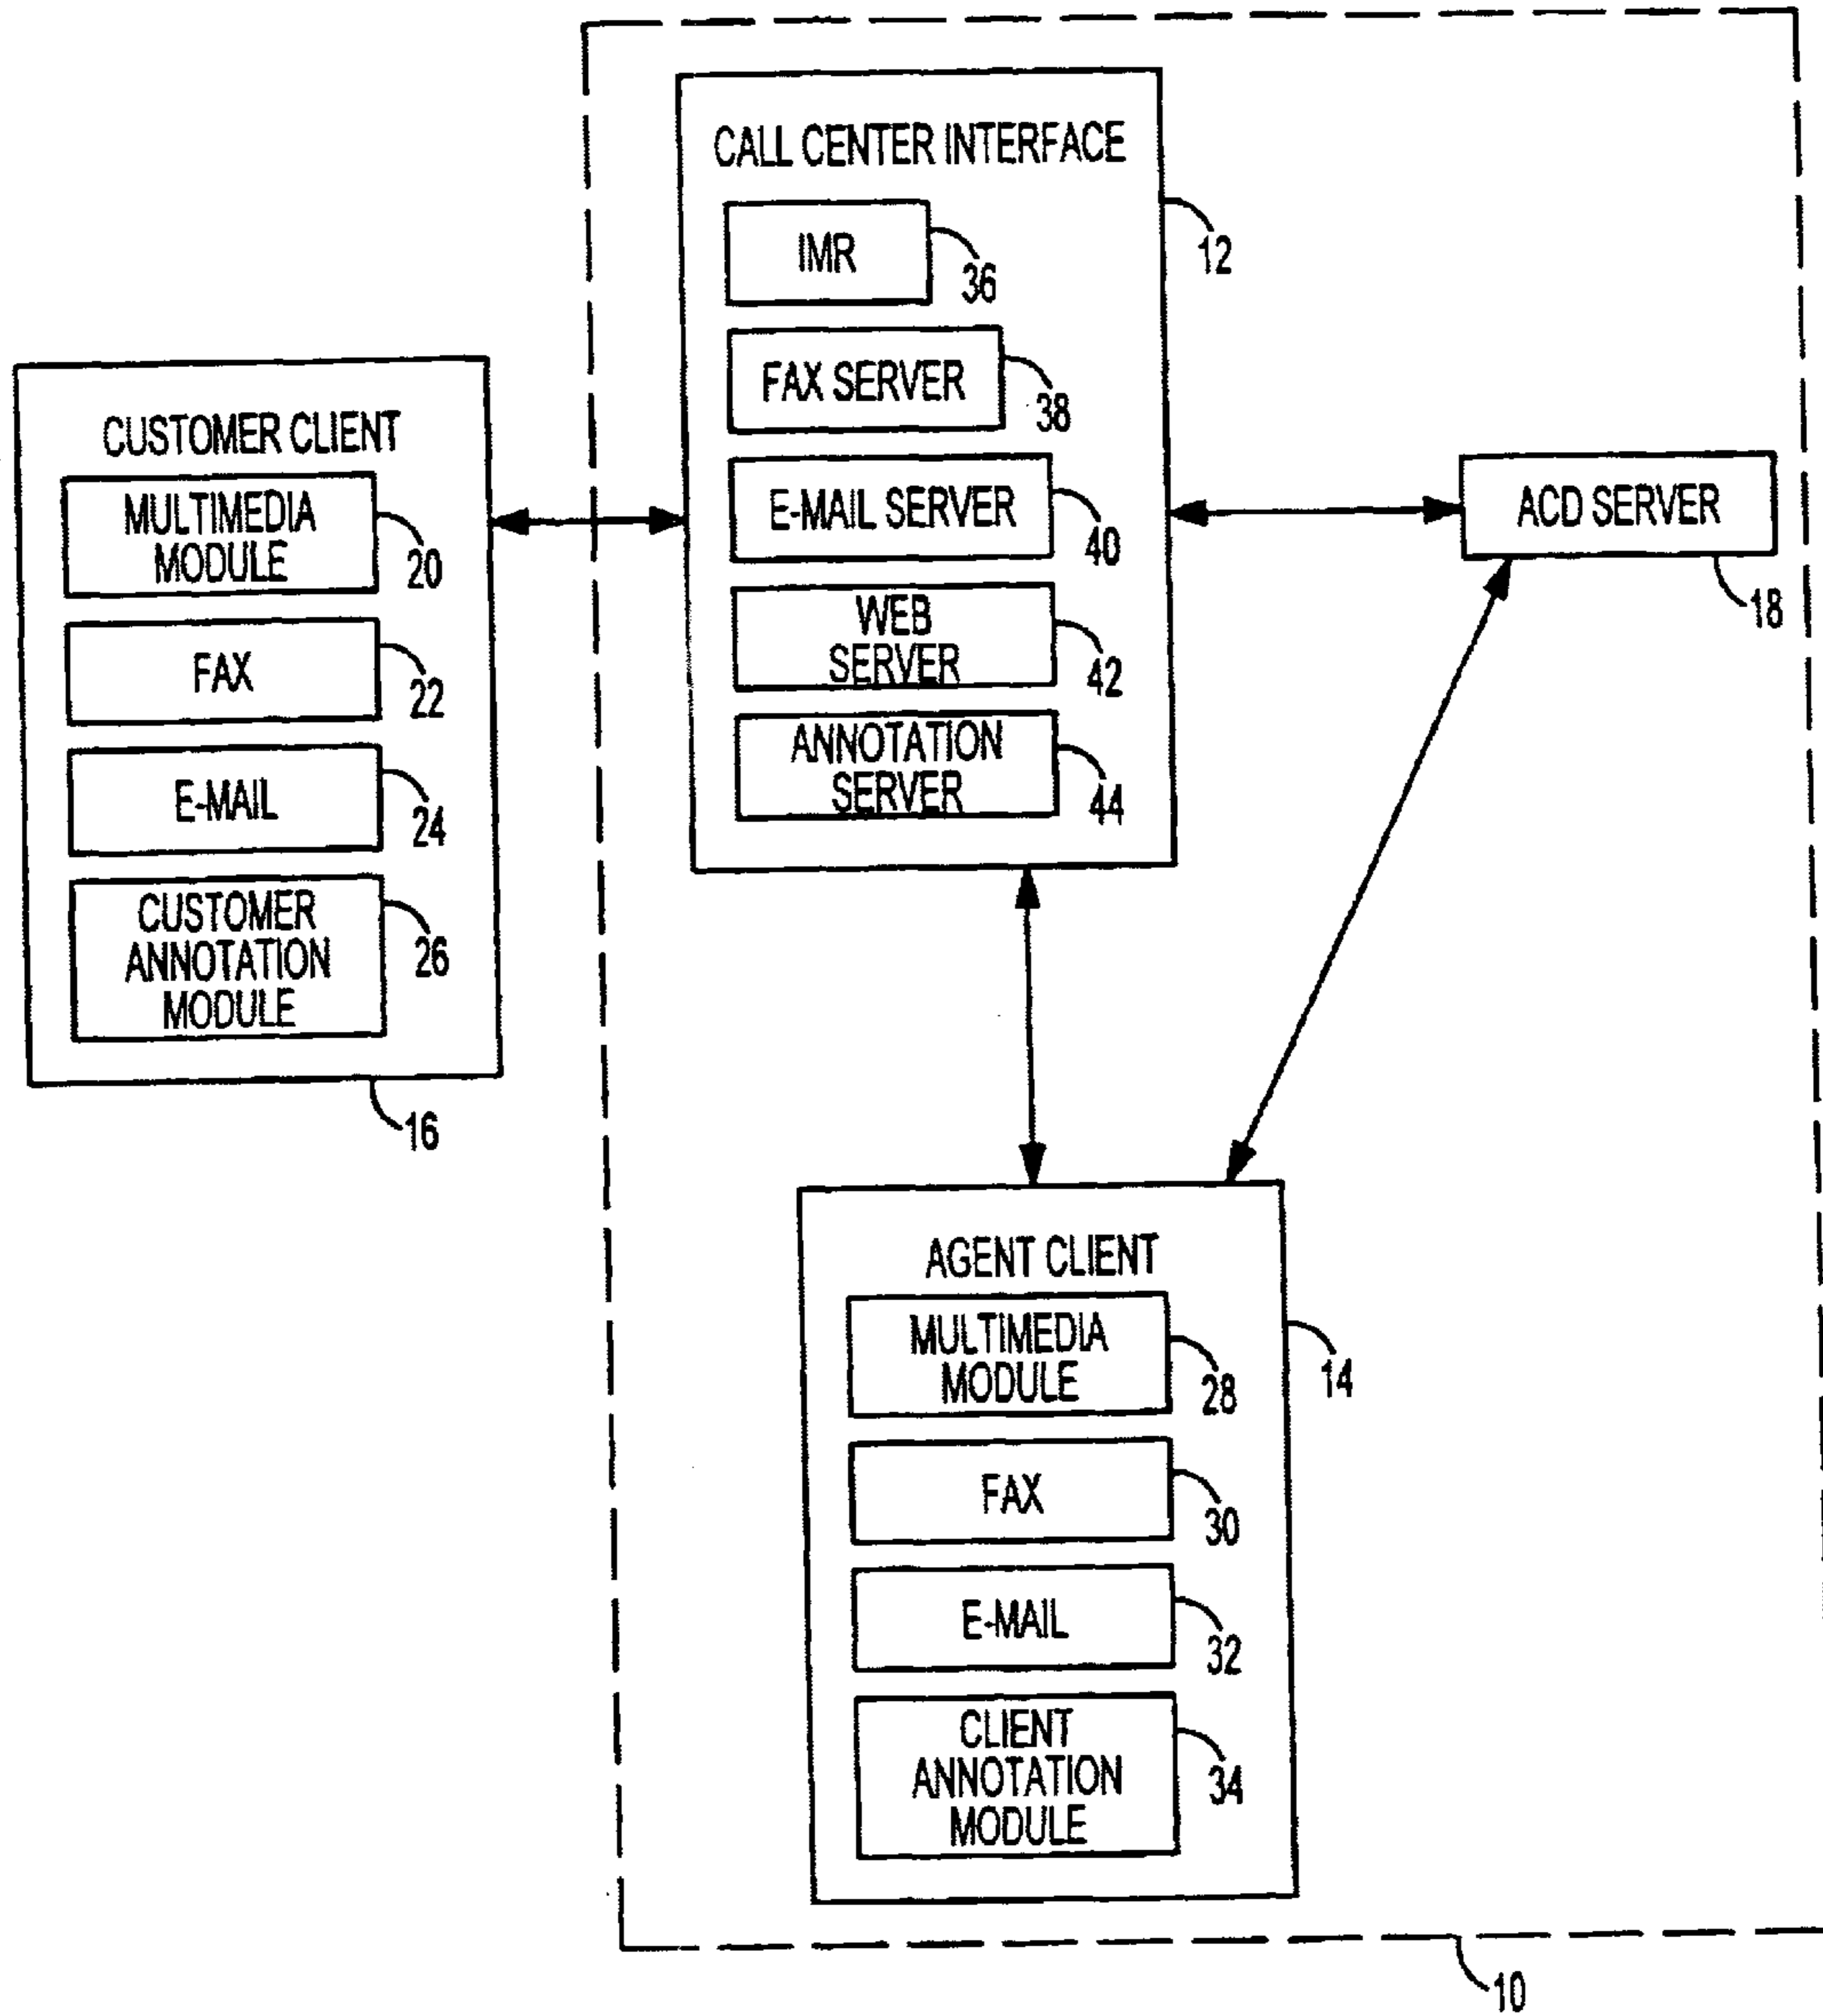 CALL CENTER INTERFACE
IMR
36
12
FAX SERVER
38
E-MAIL SERVER
40
WEB
SERVER
42
ANNOTATION
SERVER
44
CUSTOMER CLIENT
MULTIMEDIA
MODULE
20
FAX
22
E-MAIL
24
CUSTOMER
ANNOTATION
MODULE
26
16
ACD SERVER
18
AGENT CLIENT
MULTIMEDIA
MODULE
28
14
FAX
30
E-MAIL
32
CLIENT
ANNOTATION
MODULE
34
10